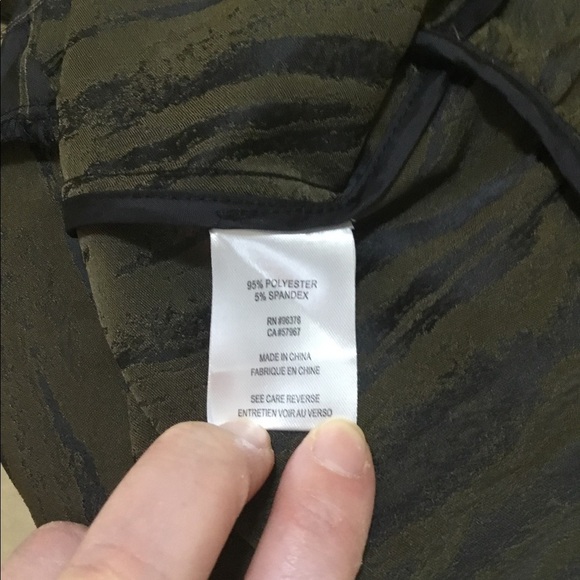 95% POLYESTER
5% SPANDEX
RN #96378
CA #57967
MADE IN CHINA
FABRIQUE EN CHINE
SEE CARE REVERSE
ENTRETIEN VOIR AU VERSO